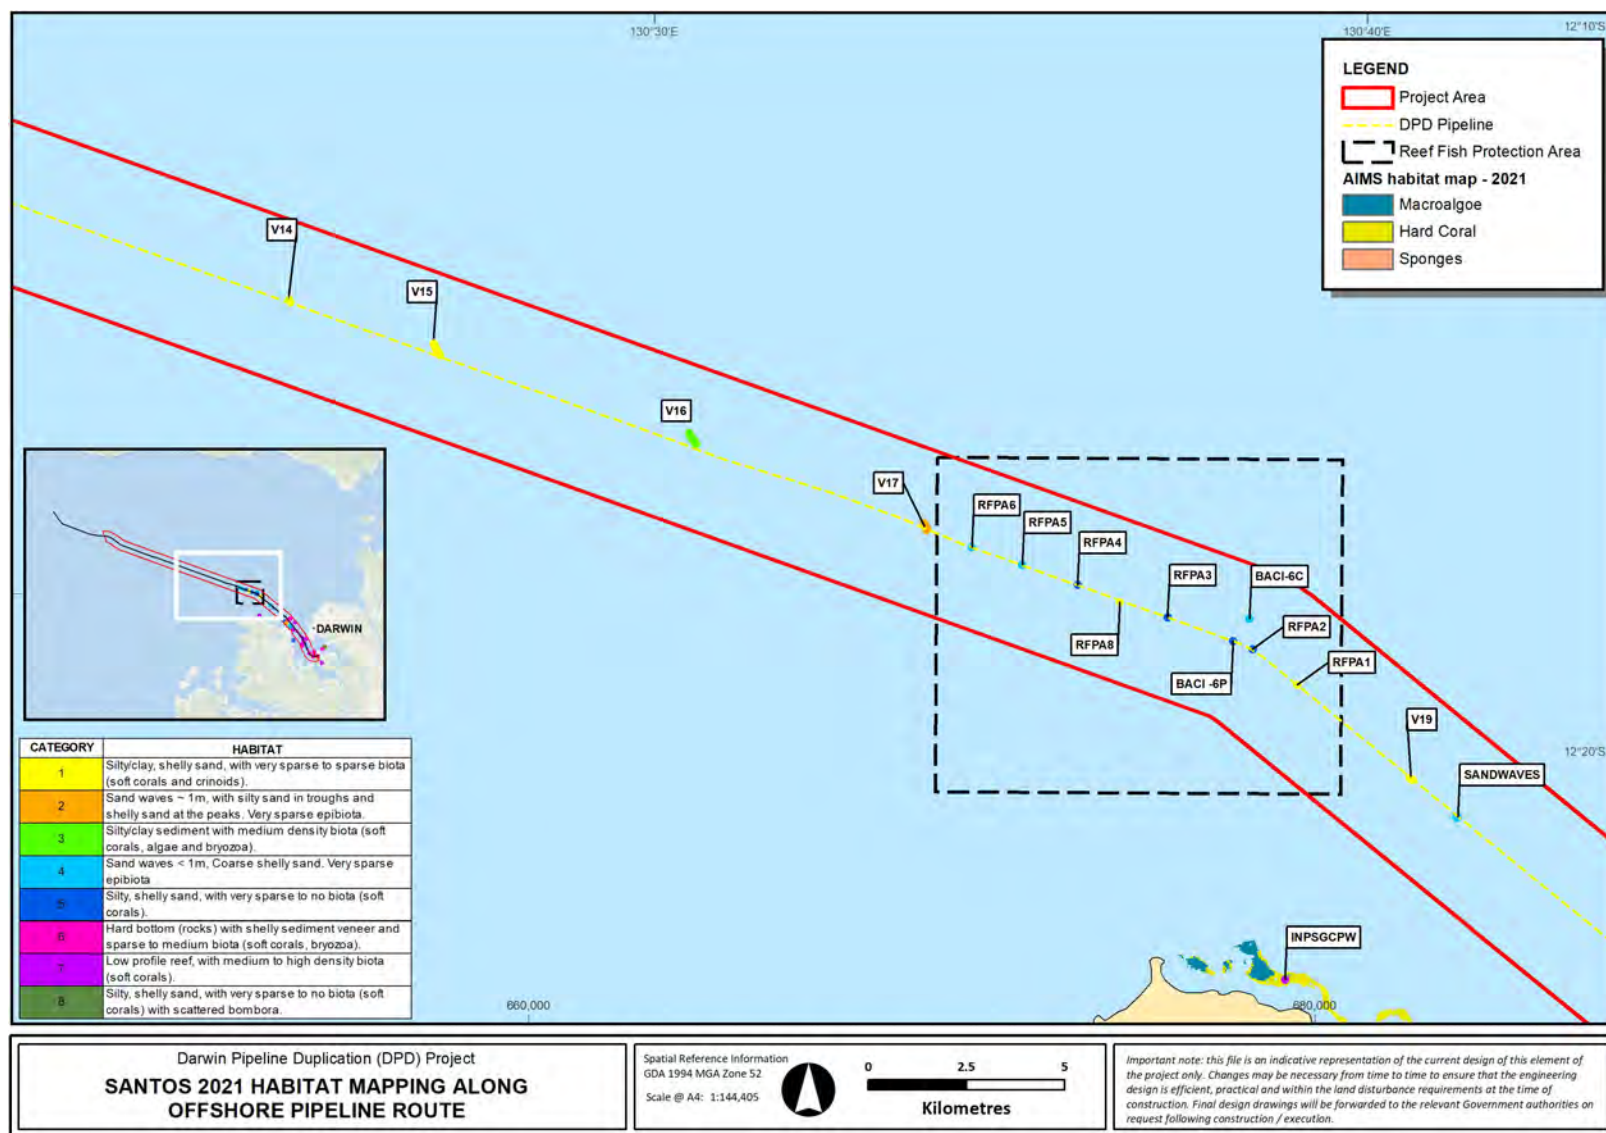 130°30'E
130°40'E
12°10'S
LEGEND
Project Area
DPD Pipeline
Reef Fish Protection Area
AIMS habitat map - 2021
Macroalgoe
Hard Coral
Sponges
V14
V15
V16
V17
RFPA6
RFPA5
RFPA4
RFPA3
BACI-6C
RFPA2
RFPA8
RFPA1
BACI -6P
V19
12°20'S
SANDWAVES
INPSGCPW
DARWIN
CATEGORY HABITAT
1 Silty/clay, shelly sand, with very sparse to sparse biota
(soft corals and crinoids).
2 Sand waves ~ 1m, with silty sand in troughs and
shelly sand at the peaks. Very sparse epibiota.
3 Silty/clay sediment with medium density biota (soft
corals, algae and bryozoa).
4 Sand waves < 1m, Coarse shelly sand. Very sparse
epibiota
5 Silty, shelly sand, with very sparse to no biota (soft
corals).
6 Hard bottom (rocks) with shelly sediment veneer and
sparse to medium biota (soft corals, bryozoa).
7 Low profile reef, with medium to high density biota
(soft corals).
8 Silty, shelly sand, with very sparse to no biota (soft
corals) with scattered bombora.
660,000
680,000
Darwin Pipeline Duplication (DPD) Project
SANTOS 2021 HABITAT MAPPING ALONG
OFFSHORE PIPELINE ROUTE
Spatial Reference Information
GDA 1994 MGA Zone 52
Scale @ A4: 1:144,405
0 2.5 5
Kilometres
Important note: this file is an indicative representation of the current design of this element of
the project only. Changes may be necessary from time to time to ensure that the engineering
design is efficient, practical and within the land disturbance requirements at the time of
construction. Final design drawings will be forwarded to the relevant Government authorities on
request following construction / execution.